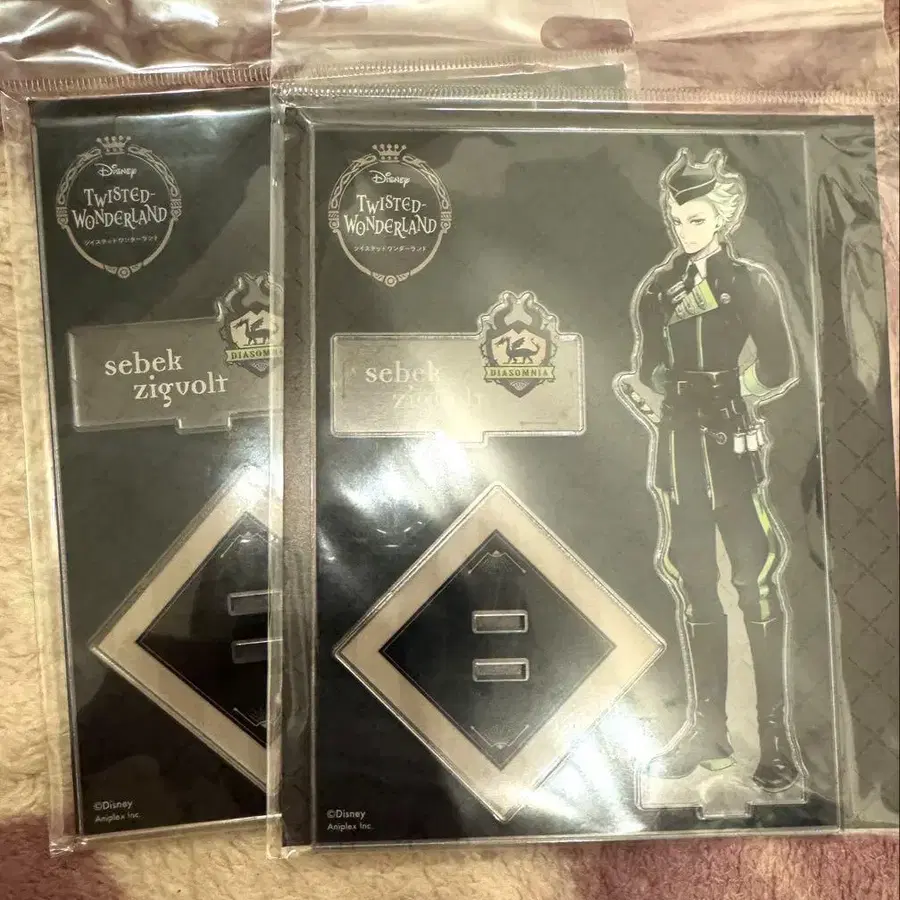 Disney
TWISTED-
WONDERLAND
ツイステッドワンダーランド
sebek
zigvolt
DIASOMNIA
©Disney
Aniplex Inc.
Disney
TWISTED-
WONDERLAND
ツイステッドワンダーランド
sebek
zigvolt
DIASOMNIA
©Disney
Aniplex Inc.